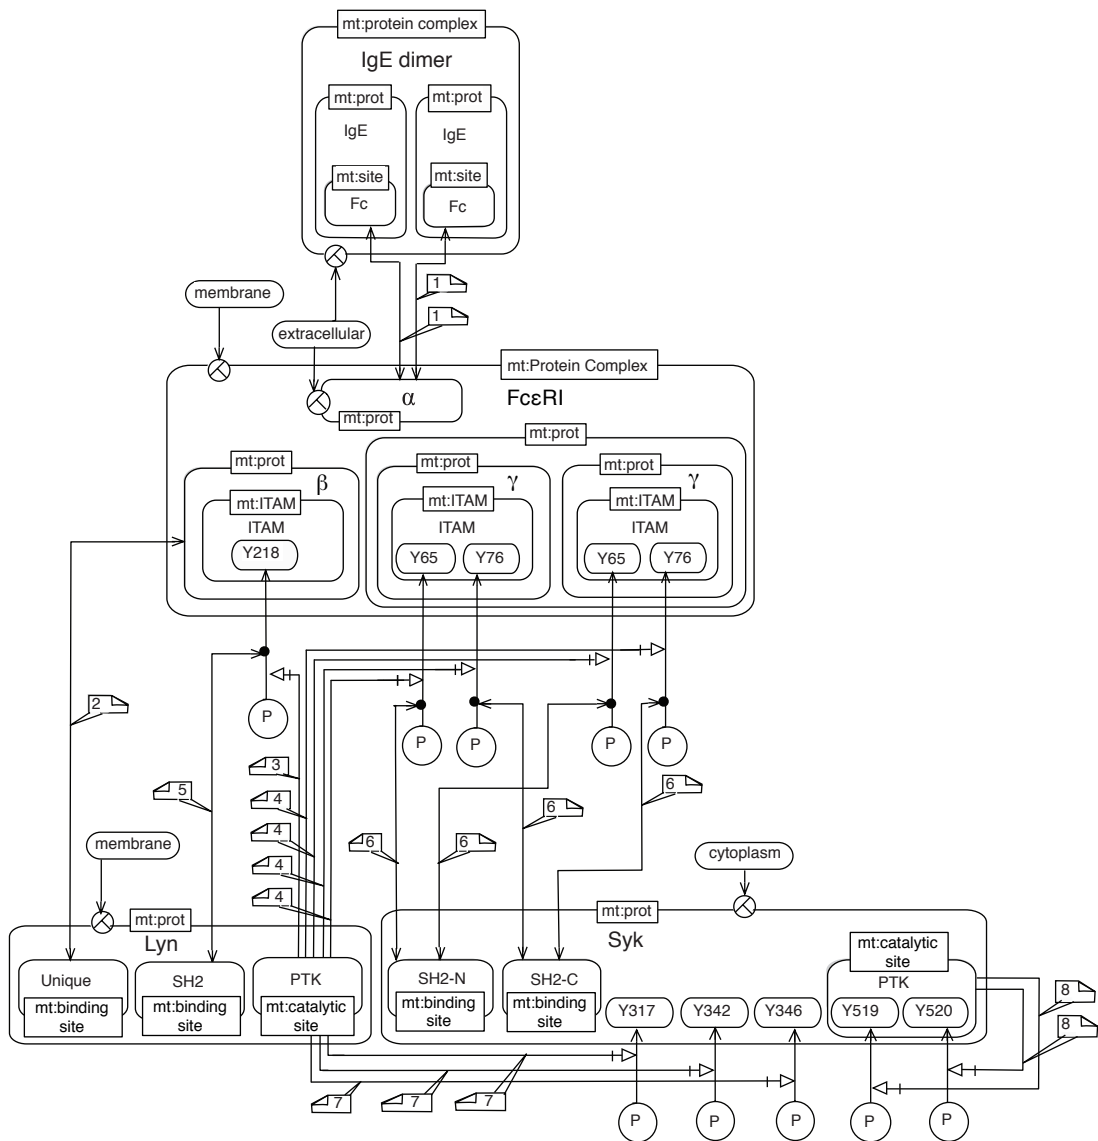 mt:protein complex
IgE dimer
mt:prot
mt:prot
IgE
IgE
mt:site
mt:site
Fc
Fc
1
membrane
1
extracellular
mt:Protein Complex
α
FcεRI
mt:prot
mt:prot
mt:prot
mt:prot
mt:prot
β
γ
γ
mt:ITAM
mt:ITAM
mt:ITAM
ITAM
ITAM
ITAM
Y218
Y65
Y76
Y65
Y76
2
P
P
P
P
P
3
5
4
6
6
4
6
6
membrane
cytoplasm
4
4
mt:prot
mt:prot
Lyn
Syk
mt:catalytic
site
Unique
SH2
PTK
SH2-N
SH2-C
PTK
mt:binding
site
mt:binding
site
mt:catalytic
site
mt:binding
site
mt:binding
site
Y317
Y342
Y346
Y519
Y520
8
8
7
7
7
P
P
P
P
P